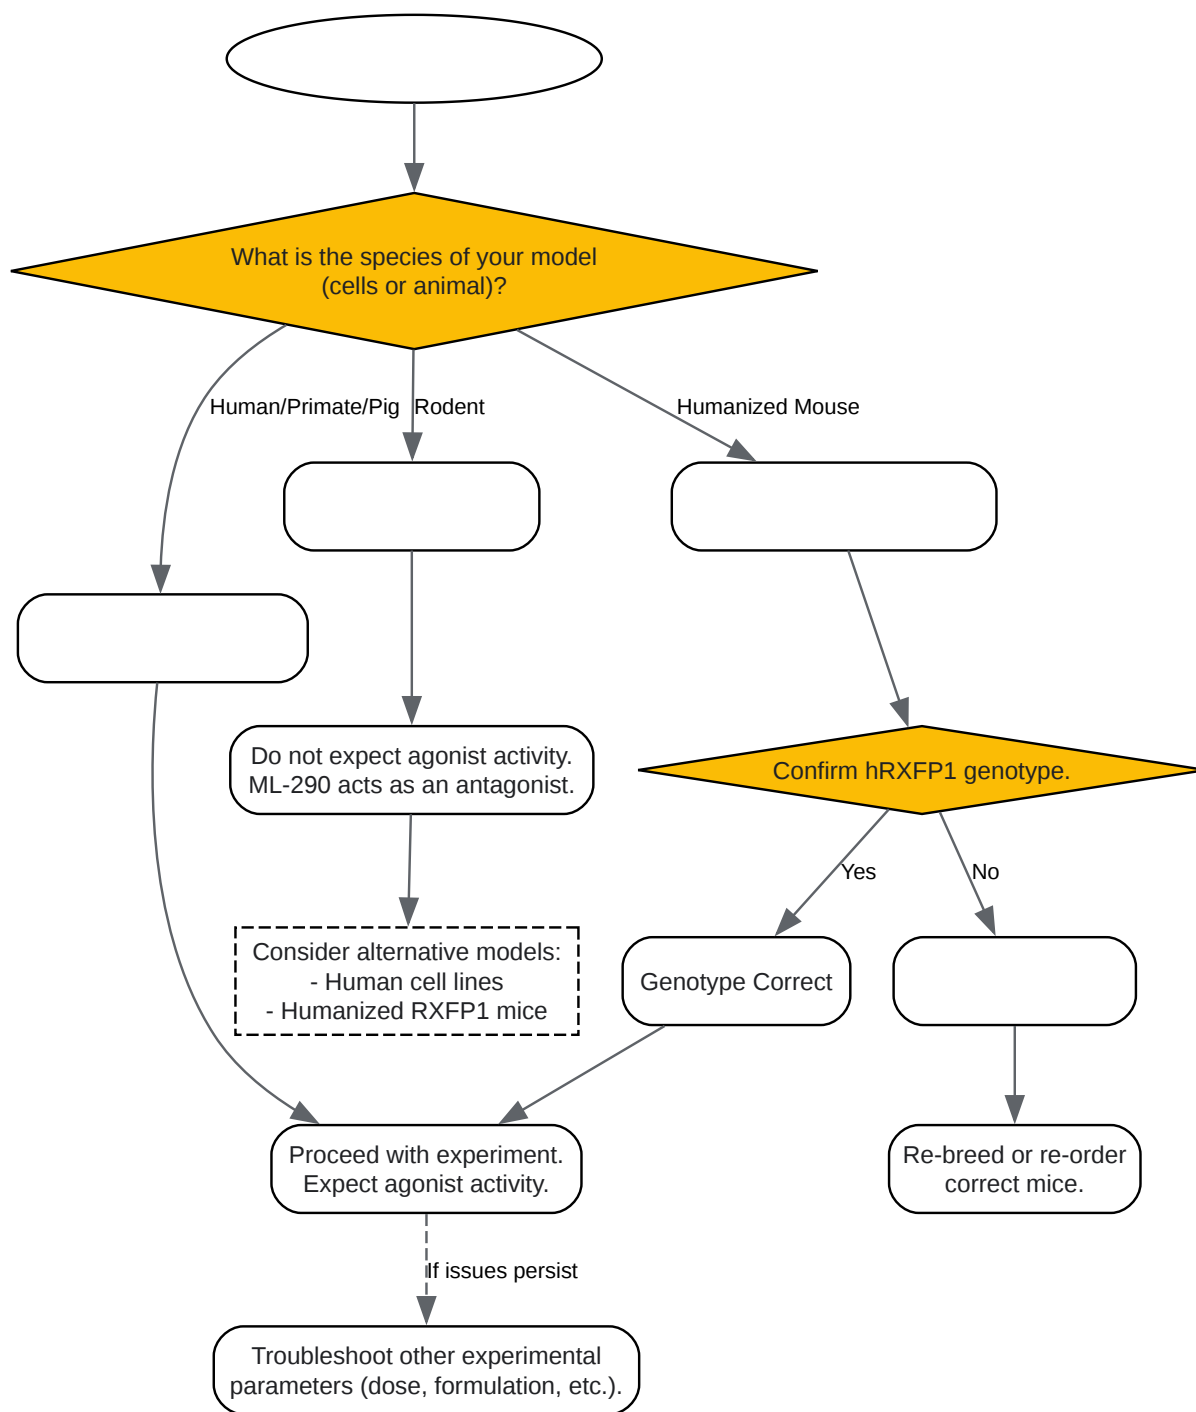 What is the species of your model
(cells or animal)?
Human/Primate/Pig
Rodent
Humanized Mouse
Do not expect agonist activity.
ML-290 acts as an antagonist.
Confirm hRXFP1 genotype.
Yes
No
Consider alternative models:
- Human cell lines
- Humanized RXFP1 mice
Genotype Correct
Proceed with experiment.
Expect agonist activity.
Re-breed or re-order
correct mice.
If issues persist
Troubleshoot other experimental
parameters (dose, formulation, etc.).